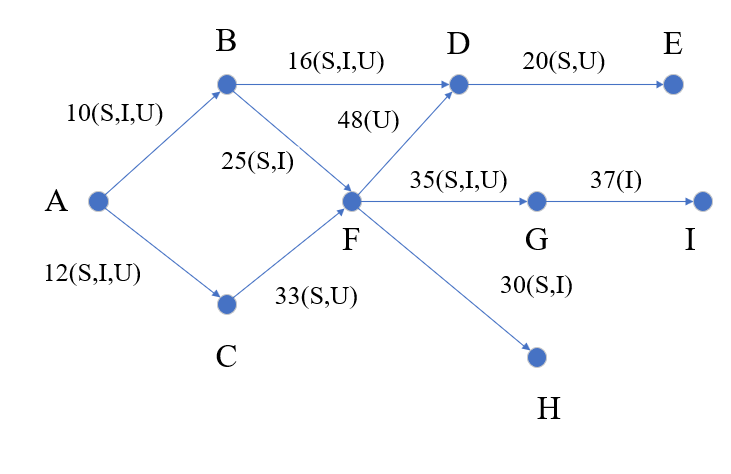 B
16(S,I,U)
D
20(S,U)
E
10(S,I,U)
48(U)
25(S,I)
35(S,I,U)
37(I)
A
F
G
I
12(S,I,U)
33(S,U)
30(S,I)
C
H